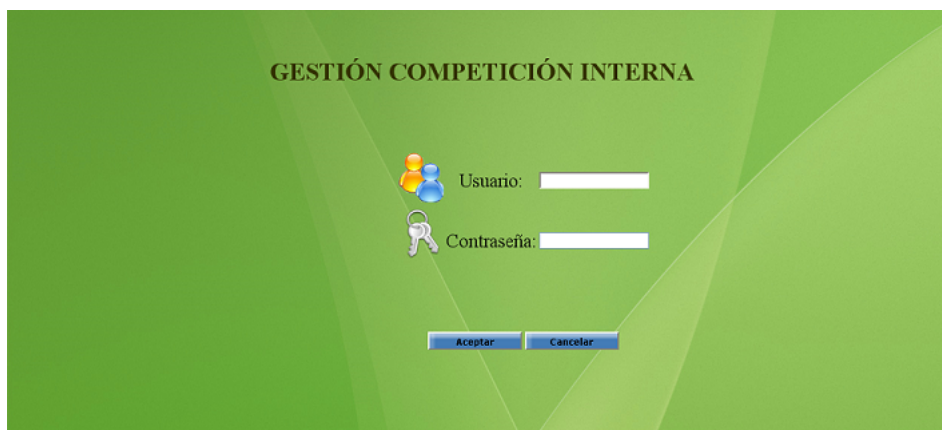 GESTIÓN COMPETICIÓN INTERNA
Usuario:
Contraseña:
Aceptar Cancelar